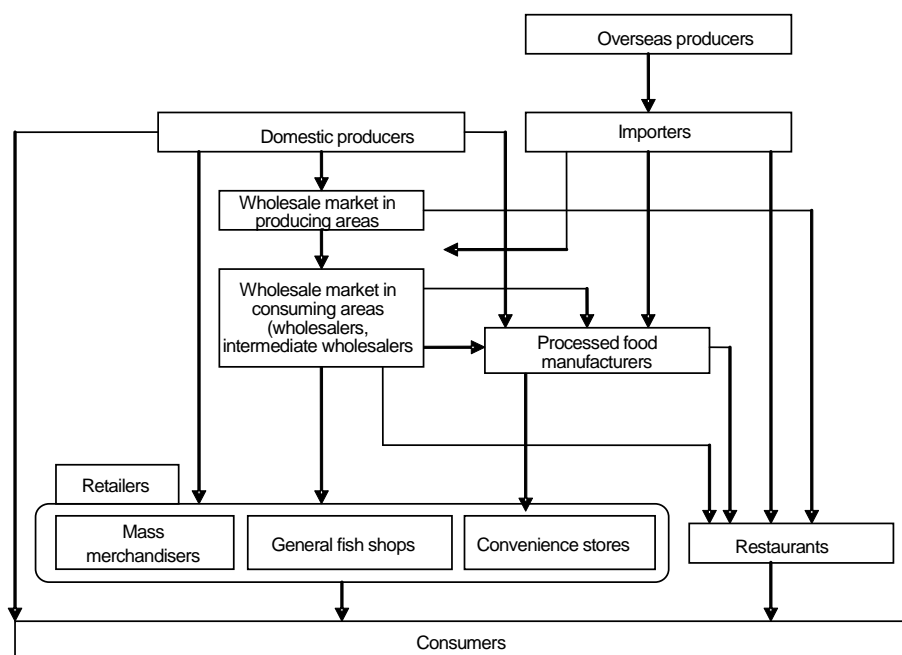 Overseas producers
Domestic producers
Importers
Wholesale market in
producing areas
Wholesale market in
consuming areas
(wholesalers,
intermediate wholesalers
Processed food
manufacturers
Retailers
Mass
merchandisers
General fish shops
Convenience stores
Restaurants
Consumers